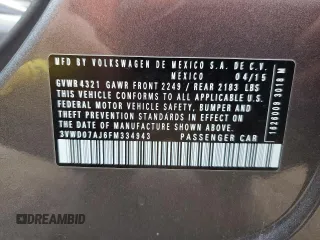 MFD. BY VOLKSWAGEN DE MEXICO S.A. DE C.V.
MEXICO 04/15
GVWR 4321 GAWR FRONT 2249 / REAR 2183 LBS
THIS VEHICLE CONFORMS TO ALL APPLICABLE U.S.
FEDERAL MOTOR VEHICLE SAFETY, BUMPER AND
THEFT PREVENTION STANDARDS IN EFFECT ON
THE DATE OF MANUFACTURE SHOWN ABOVE.
3VWD07AJ6FM334943 PASSENGER CAR
1626009 3018 M
© DREAMBID